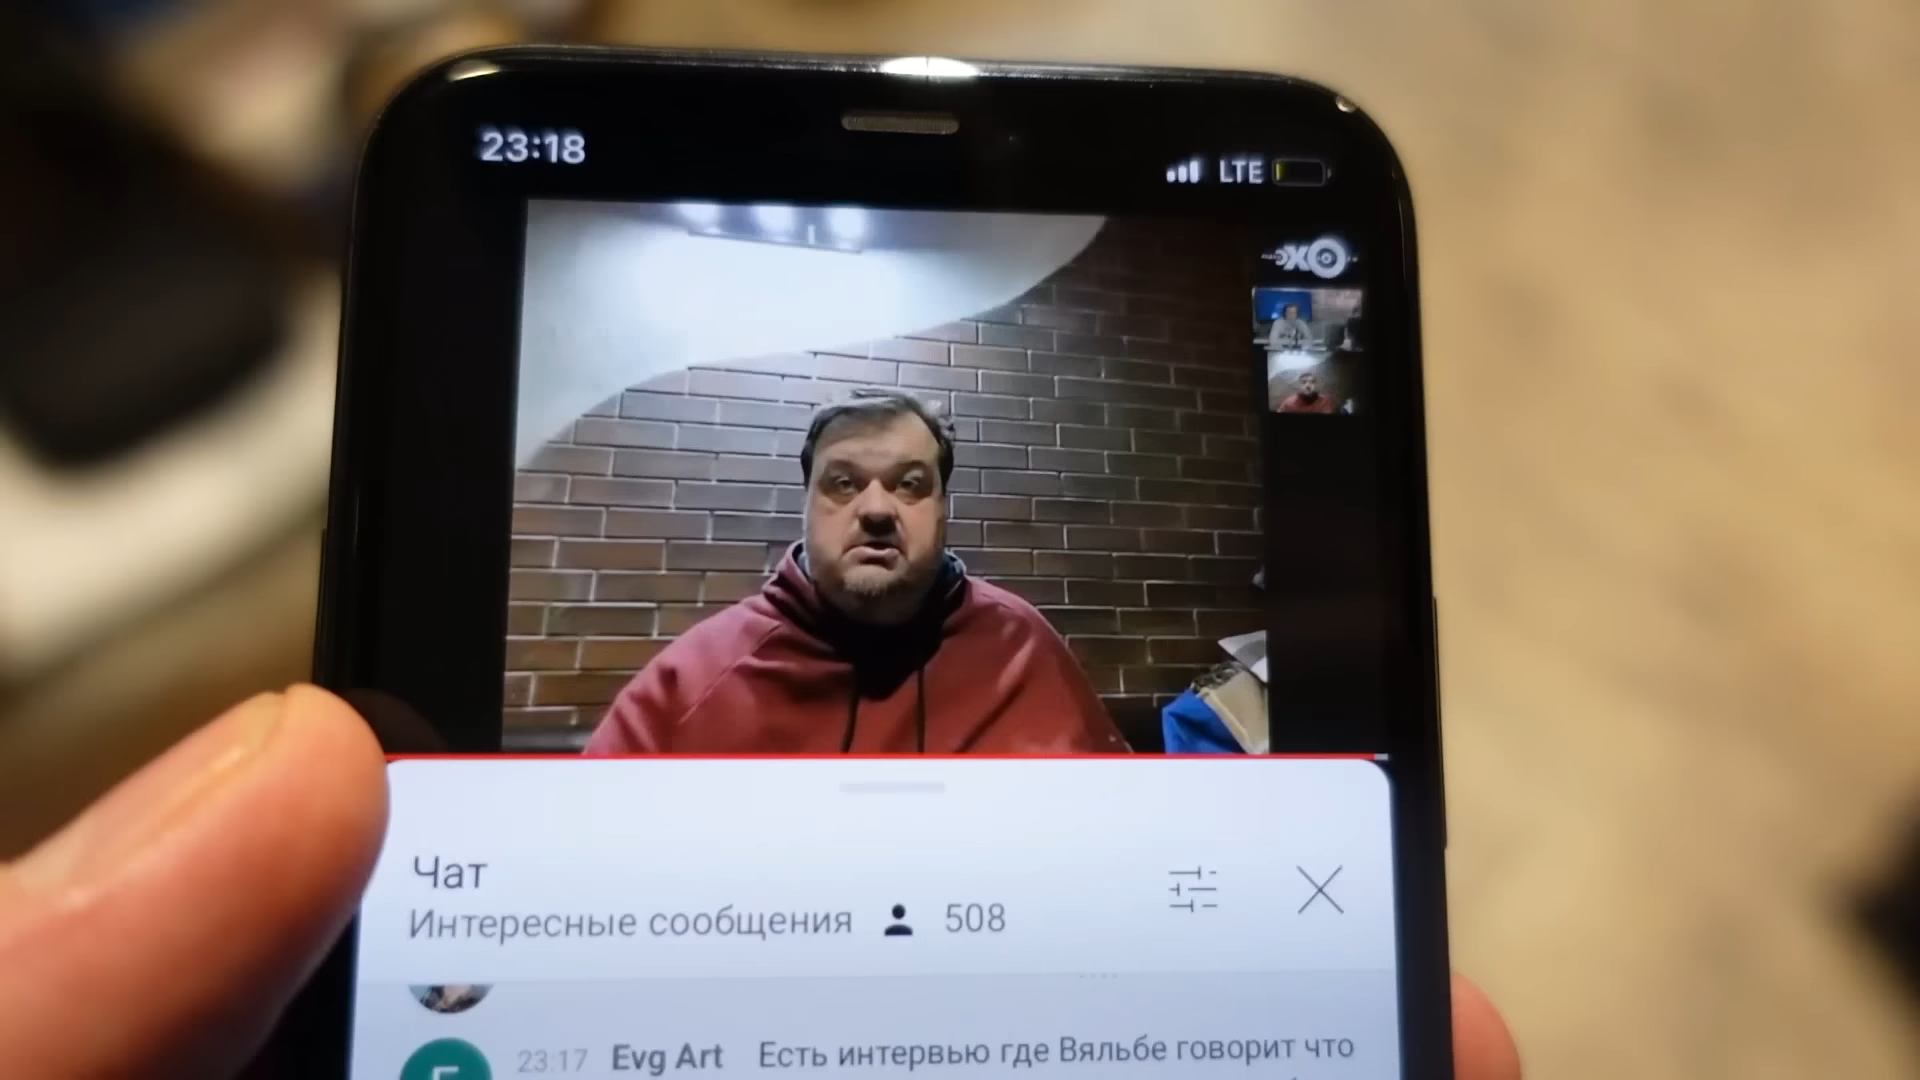 23:18
LTE
ЭХО
Чат
Интересные сообщения 508
23:17 Evg Art Есть интервью где Вяльбе говорит что